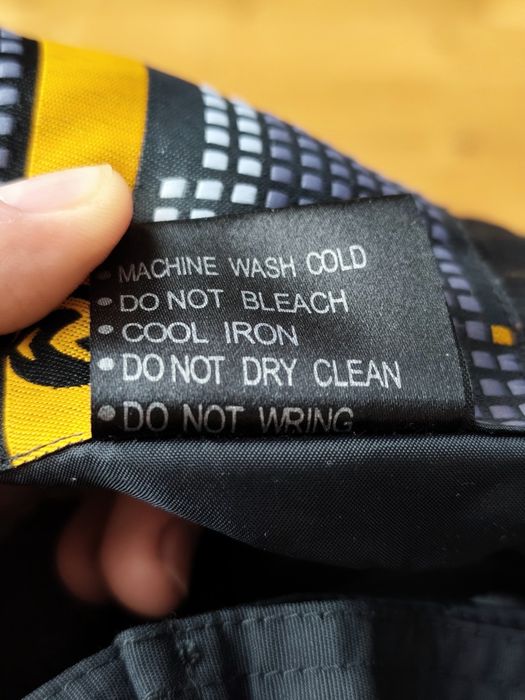 • MACHINE WASH COLD
• DO NOT BLEACH
• COOL IRON
• DO NOT DRY CLEAN
• DO NOT WRING